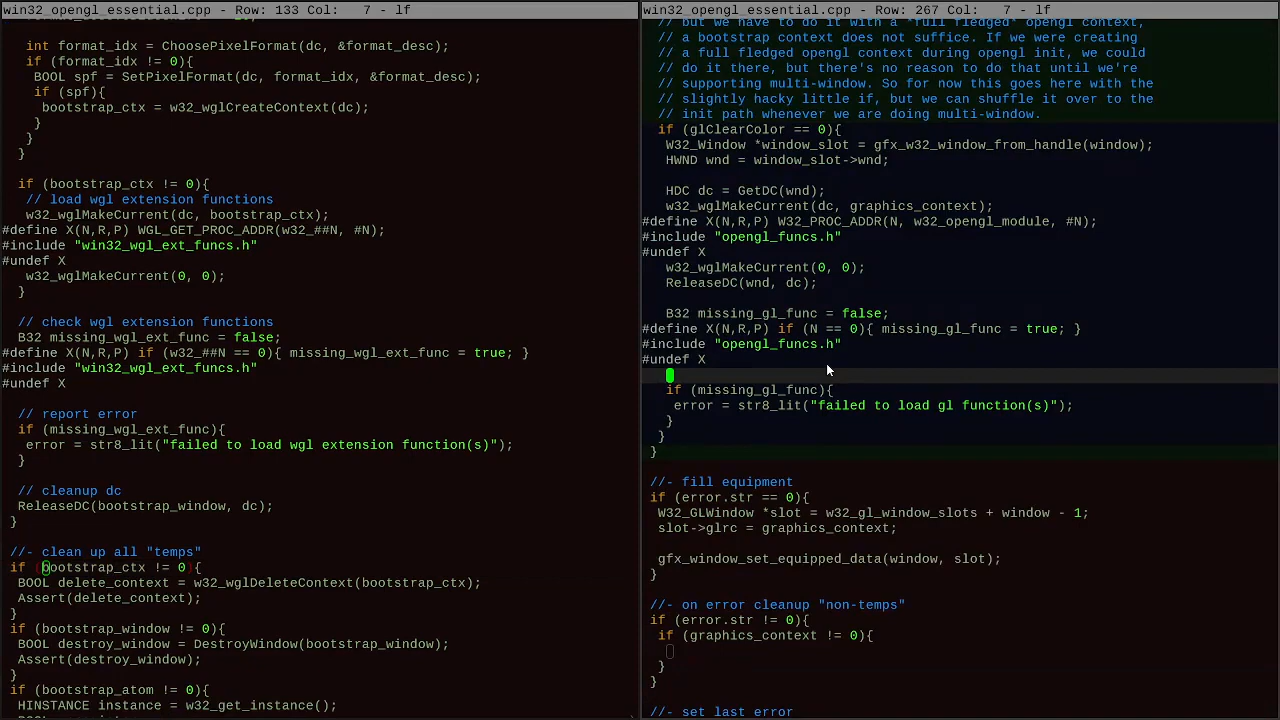 win32_opengl_essential.cpp - Row: 133 Col:   7 - lf
int format_idx = ChoosePixelFormat(dc, &format_desc);
if (format_idx != 0){
BOOL spf = SetPixelFormat(dc, format_idx, &format_desc);
if (spf){
bootstrap_ctx = w32_wglCreateContext(dc);
}
}
}
if (bootstrap_ctx != 0){
// load wgl extension functions
w32_wglMakeCurrent(dc, bootstrap_ctx);
#define X(N,R,P) WGL_GET_PROC_ADDR(w32_##N, #N);
#include "win32_wgl_ext_funcs.h"
#undef X
w32_wglMakeCurrent(0, 0);
}
// check wgl extension functions
B32 missing_wgl_ext_func = false;
#define X(N,R,P) if (w32_##N == 0){ missing_wgl_ext_func = true; }
#include "win32_wgl_ext_funcs.h"
#undef X
// report error
if (missing_wgl_ext_func){
error = str8_lit("failed to load wgl extension function(s)");
}
// cleanup dc
ReleaseDC(bootstrap_window, dc);
}
//- clean up all "temps"
if (bootstrap_ctx != 0){
BOOL delete_context = w32_wglDeleteContext(bootstrap_ctx);
Assert(delete_context);
}
if (bootstrap_window != 0){
BOOL destroy_window = DestroyWindow(bootstrap_window);
Assert(destroy_window);
}
if (bootstrap_atom != 0){
HINSTANCE instance = w32_get_instance();
win32_opengl_essential.cpp - Row: 267 Col:   7 - lf
// but we have to do it with a *full fledged* opengl context,
// a bootstrap context does not suffice. If we were creating
// a full fledged opengl context during opengl init, we could
// do it there, but there's no reason to do that until we're
// supporting multi-window. So for now this goes here with the
// slightly hacky little if, but we can shuffle it over to the
// init path whenever we are doing multi-window.
if (glClearColor == 0){
W32_Window *window_slot = gfx_w32_window_from_handle(window);
HWND wnd = window_slot->wnd;
HDC dc = GetDC(wnd);
w32_wglMakeCurrent(dc, graphics_context);
#define X(N,R,P) W32_PROC_ADDR(N, w32_opengl_module, #N);
#include "opengl_funcs.h"
#undef X
w32_wglMakeCurrent(0, 0);
ReleaseDC(wnd, dc);
B32 missing_gl_func = false;
#define X(N,R,P) if (N == 0){ missing_gl_func = true; }
#include "opengl_funcs.h"
#undef X
if (missing_gl_func){
error = str8_lit("failed to load gl function(s)");
}
}
}
//- fill equipment
if (error.str == 0){
W32_GLWindow *slot = w32_gl_window_slots + window - 1;
slot->glrc = graphics_context;
gfx_window_set_equipped_data(window, slot);
}
//- on error cleanup "non-temps"
if (error.str != 0){
if (graphics_context != 0){
}
}
//- set last error